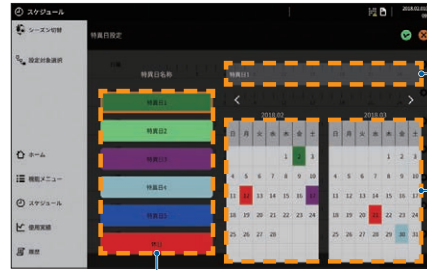 スケジュール
2018.01.01
シーズン切替
特異日設定
設定対象選択
特異日名称
特異日1
特異日1
特異日2
特異日3
特異日4
特異日5
祝日
2018.02
2018.03
日 月 火 水 木 金 土
日 月 火 水 木 金 土
1 2 3
1 2 3
4 5 6 7 8 9 10
4 5 6 7 8 9 10
11 12 13 14 15 16 17
11 12 13 14 15 16 17
18 19 20 21 22 23 24
18 19 20 21 22 23 24
25 26 27 28
25 26 27 28 29 30 31
ホーム
機能メニュー
スケジュール
使用実績
履歴